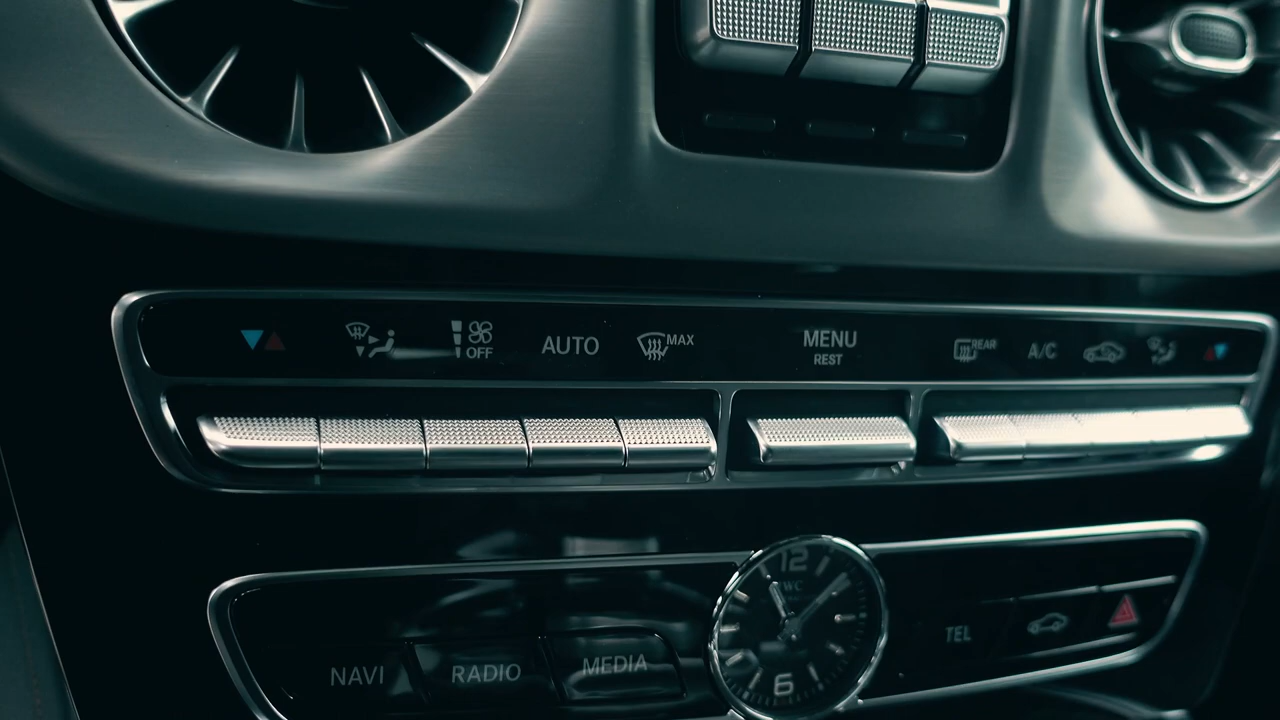 OFF
AUTO
MAX
MENU
REST
REAR
A/C
12
IWC
6
NAVI
RADIO
MEDIA
TEL